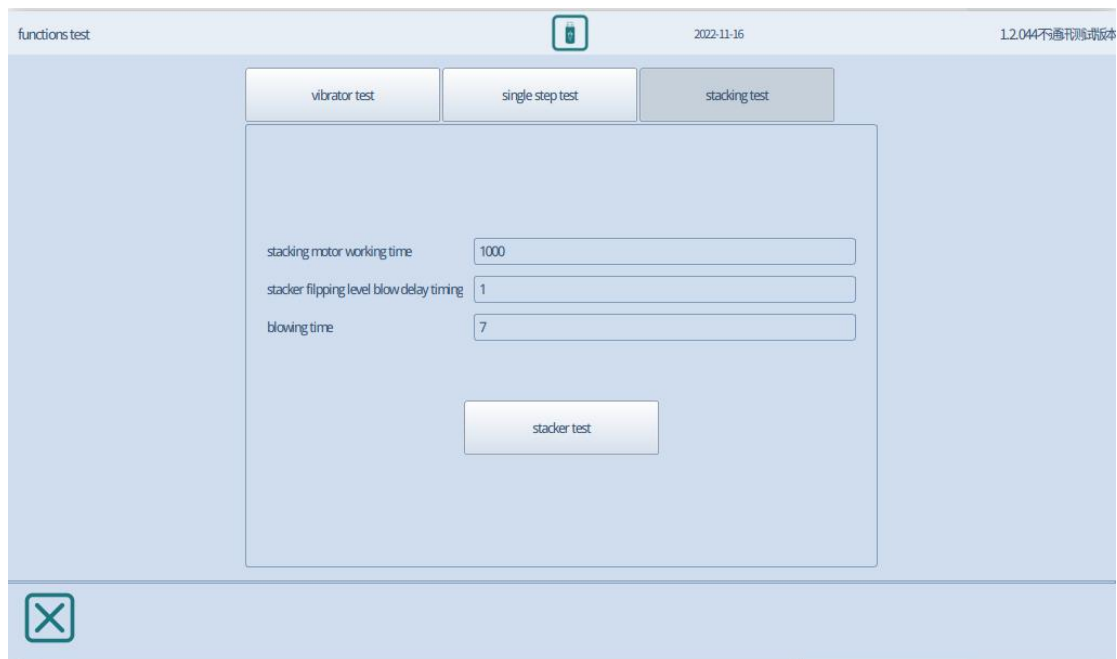 functions test
2022-11-16
1.2.044不通讯测试版本
vibrator test
single step test
stacking test
stacking motor working time
1000
stacker filpping level blow delay timing
1
blowing time
7
stacker test